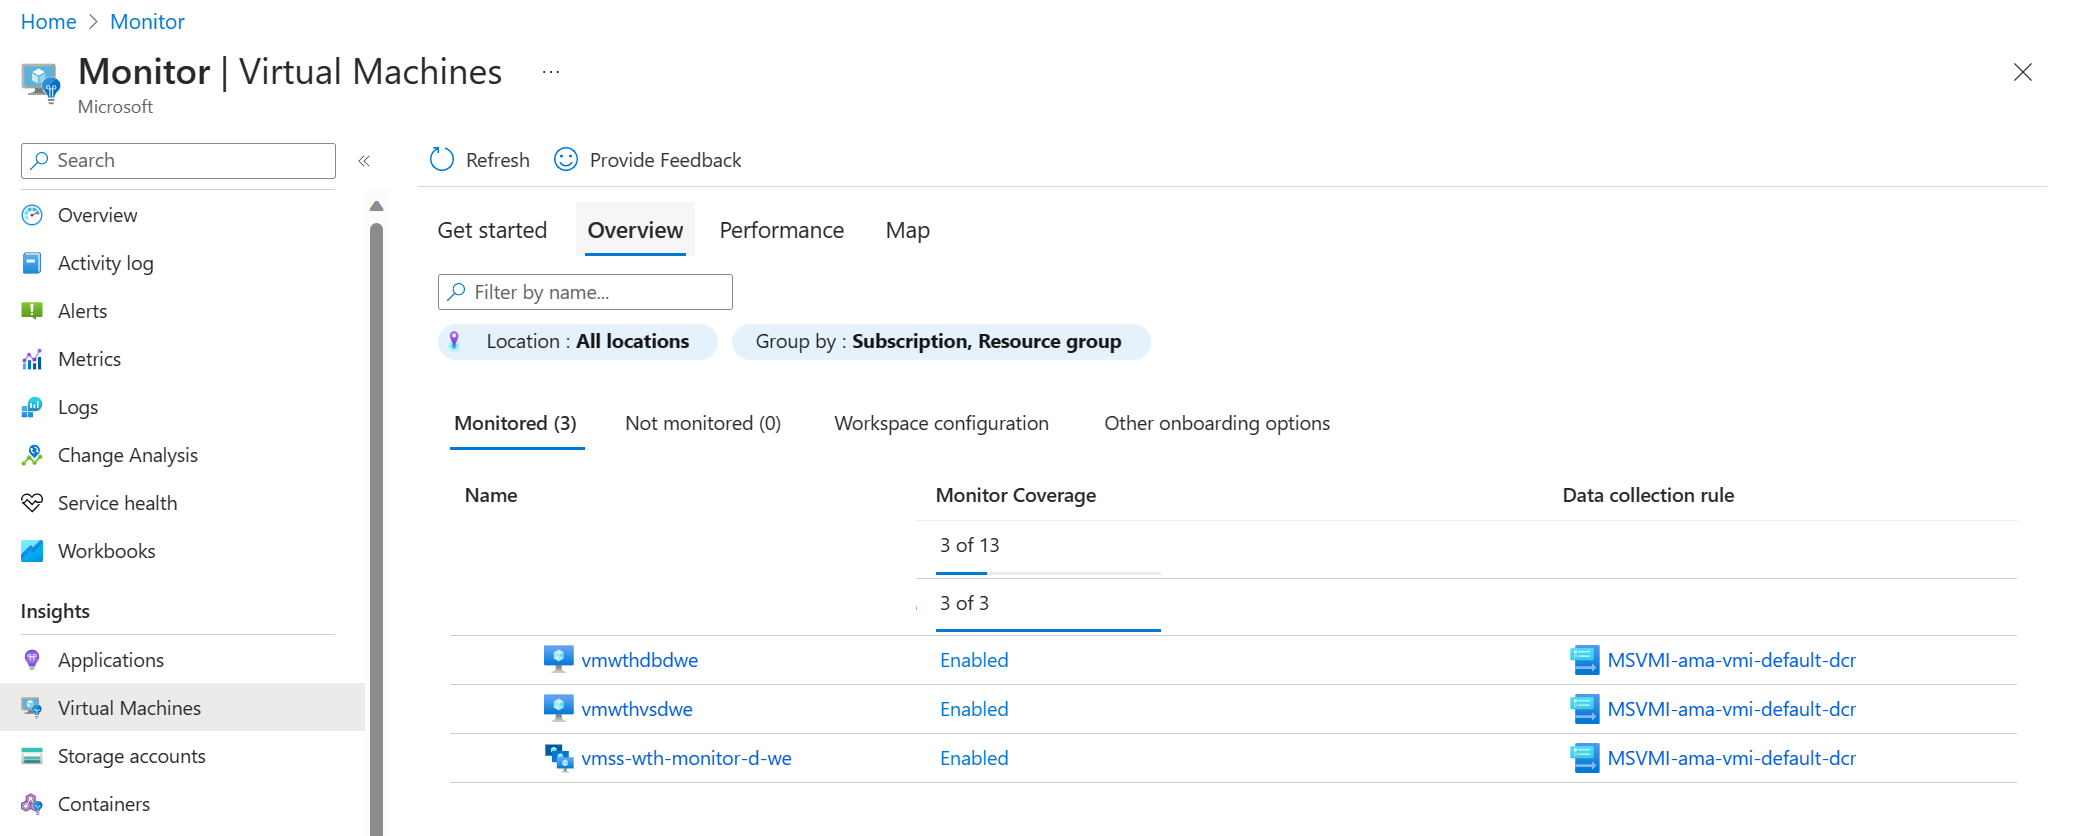 Home > Monitor
Monitor | Virtual Machines ...
Microsoft
Search «
Overview
Activity log
Alerts
Metrics
Logs
Change Analysis
Service health
Workbooks
Insights
Applications
Virtual Machines
Storage accounts
Containers
Refresh Provide Feedback
Get started Overview Performance Map
Filter by name...
Location : All locations Group by : Subscription, Resource group
Monitored (3) Not monitored (0) Workspace configuration Other onboarding options
Name Monitor Coverage Data collection rule
3 of 13
3 of 3
vmwthdbdwe Enabled MSVMI-ama-vmi-default-dcr
vmwthvsdwe Enabled MSVMI-ama-vmi-default-dcr
vmss-wth-monitor-d-we Enabled MSVMI-ama-vmi-default-dcr